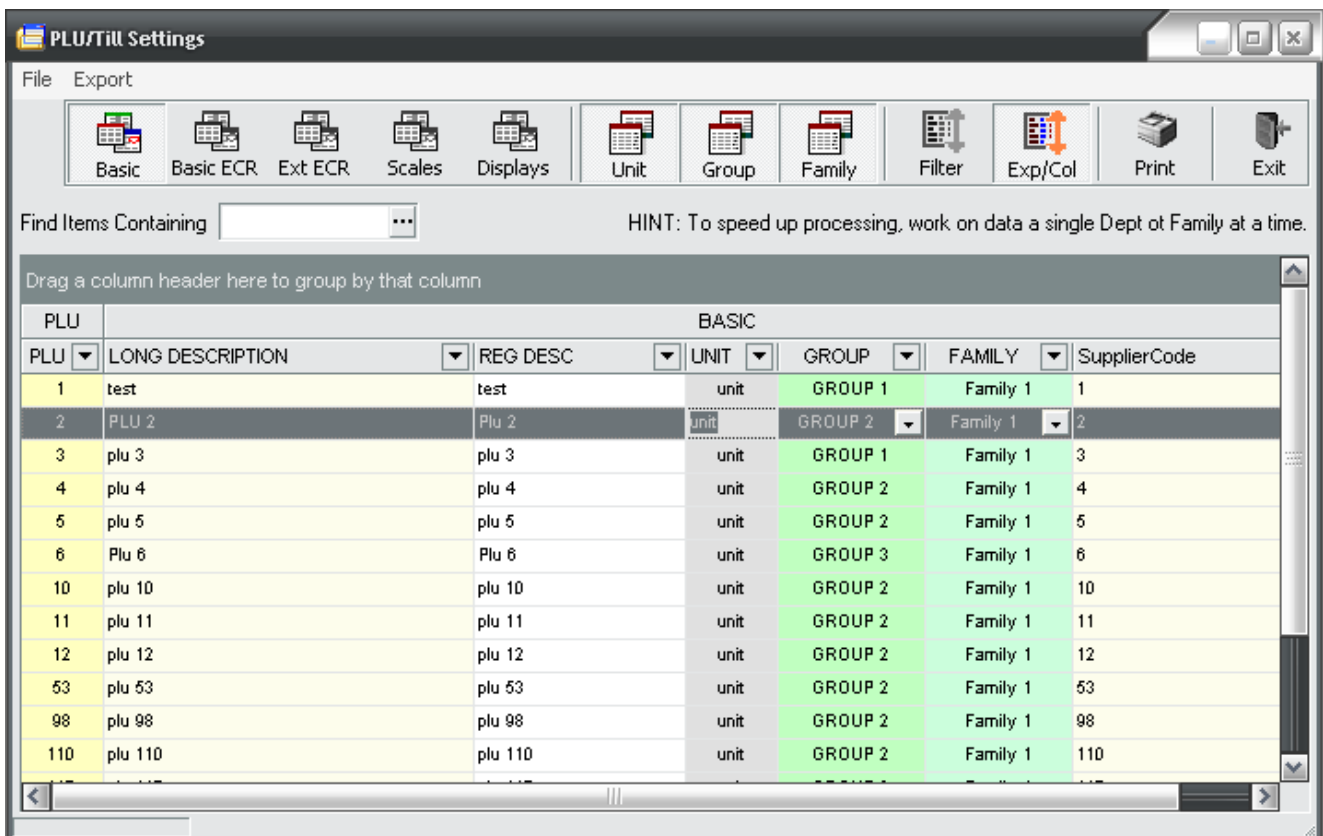 PLU/Till Settings
File Export
Basic Basic ECR Ext ECR Scales Displays Unit Group Family Filter Exp/Col Print Exit
Find Items Containing ... HINT: To speed up processing, work on data a single Dept ot Family at a time.
Drag a column header here to group by that column
PLU BASIC
PLU LONG DESCRIPTION REG DESC UNIT GROUP FAMILY SupplierCode
1 test test unit GROUP 1 Family 1 1
2 PLU 2 Plu 2 unit GROUP 2 Family 1 2
3 plu 3 plu 3 unit GROUP 1 Family 1 3
4 plu 4 plu 4 unit GROUP 2 Family 1 4
5 plu 5 plu 5 unit GROUP 2 Family 1 5
6 Plu 6 Plu 6 unit GROUP 3 Family 1 6
10 plu 10 plu 10 unit GROUP 2 Family 1 10
11 plu 11 plu 11 unit GROUP 2 Family 1 11
12 plu 12 plu 12 unit GROUP 2 Family 1 12
53 plu 53 plu 53 unit GROUP 2 Family 1 53
98 plu 98 plu 98 unit GROUP 2 Family 1 98
110 plu 110 plu 110 unit GROUP 2 Family 1 110